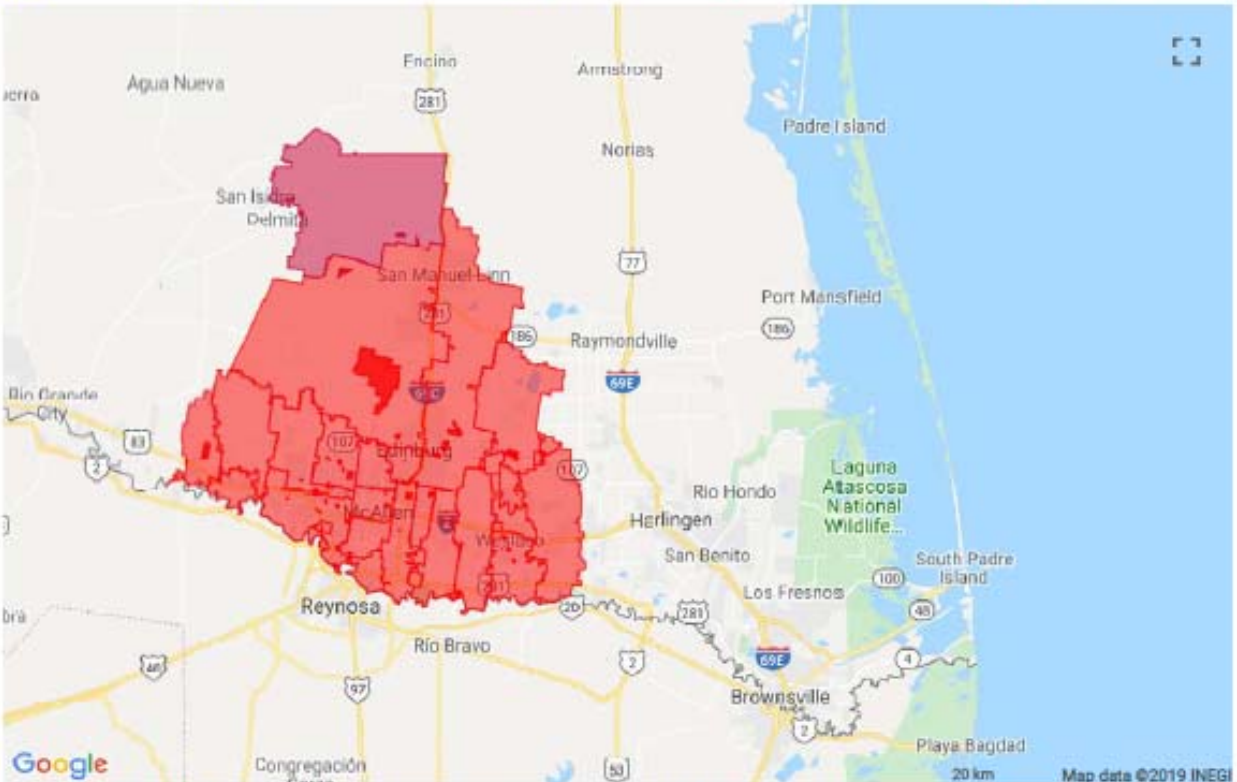 Encino
Armstrong
Agua Nueva
281
Padre Island
Norias
San Isidro
Delmita
77
San Manuel-Linn
Port Mansfield
281
186
186
Raymondville
69E
Rio Grande
City
83
107
Edinburg
107
2
Laguna
Atascosa
National
Wildlife...
Rio Hondo
McAllen
Harlingen
2
Weslaco
San Benito
South Padre
Island
100
281
Los Fresnos
Reynosa
281
48
Río Bravo
69E
4
2
40
97
Brownsville
2
Playa Bagdad
Google
Congregación
20 km
Map data ©2019 INEGI